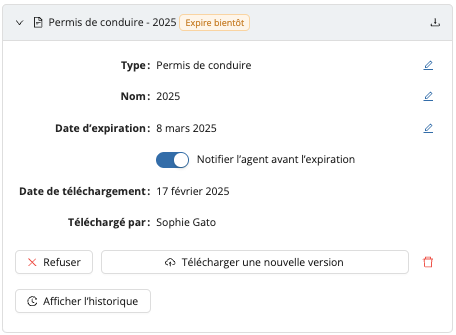 Permis de conduire - 2025 Expire bientôt
Type : Permis de conduire
Nom : 2025
Date d’expiration : 8 mars 2025
Notifier l’agent avant l’expiration
Date de téléchargement : 17 février 2025
Téléchargé par : Sophie Gato
Refuser Télécharger une nouvelle version
Afficher l’historique